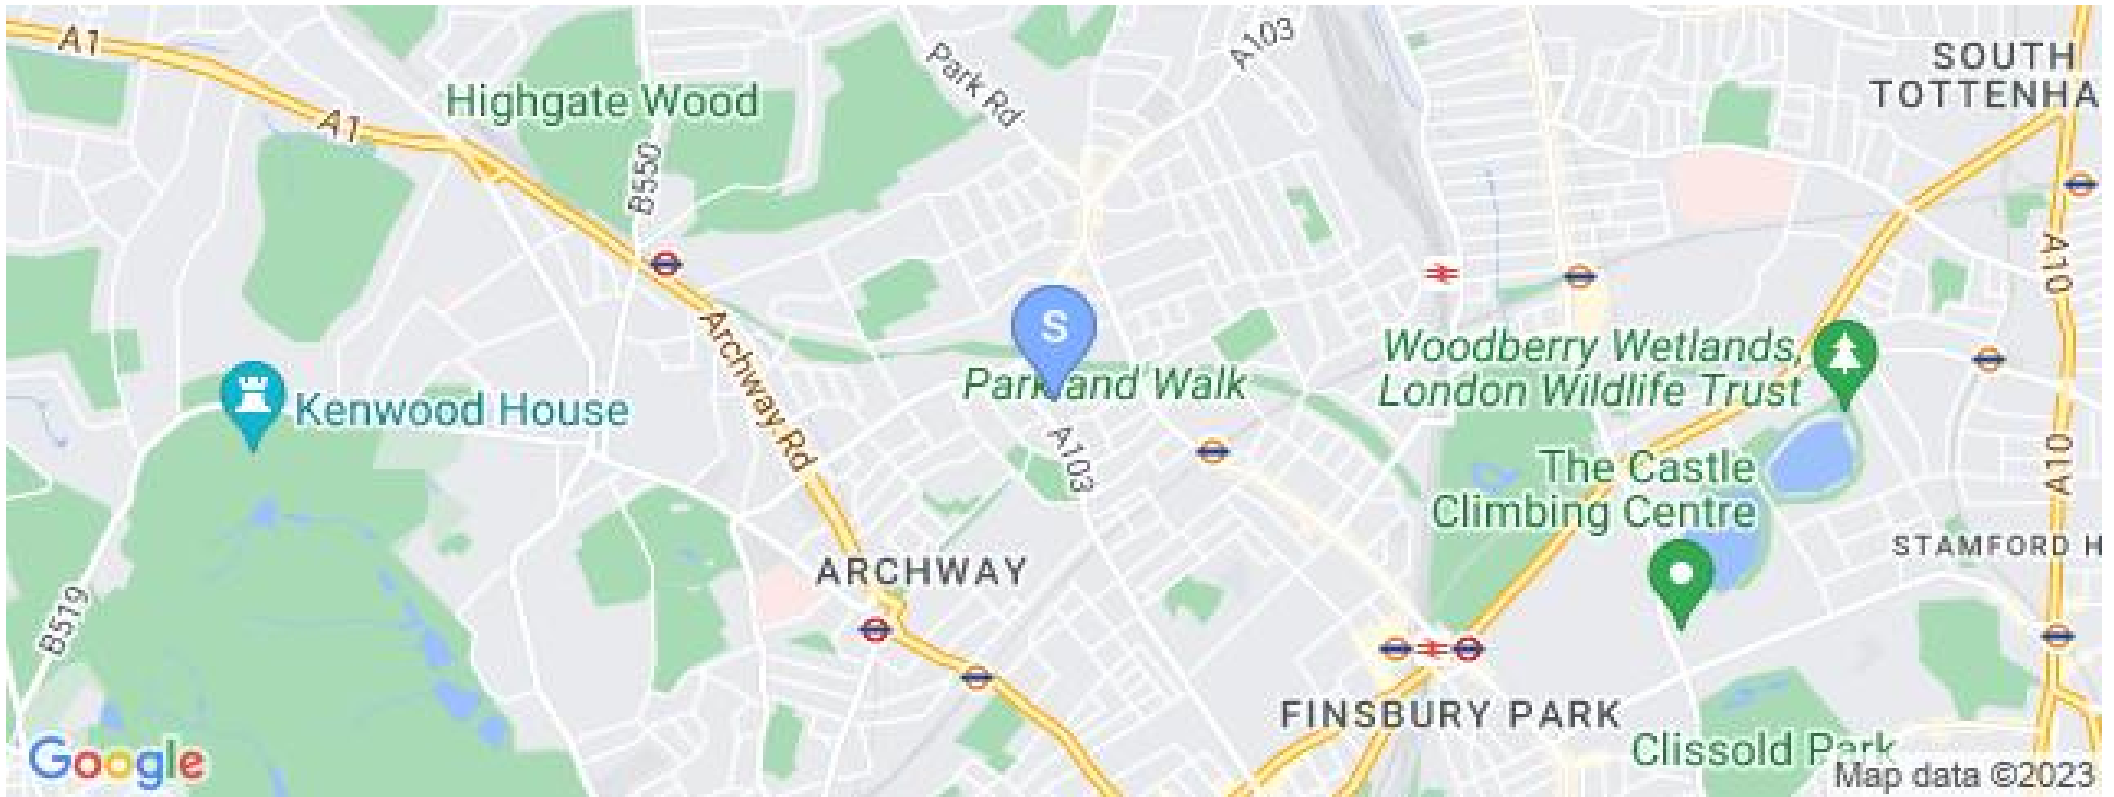 A1
A1
Highgate Wood
B550
Park Rd
A103
SOUTH
TOTTENHA
A10
Archway Rd
S
Parkland Walk
Woodberry Wetlands,
London Wildlife Trust
Kenwood House
A103
The Castle
Climbing Centre
A10
STAMFORD H
ARCHWAY
B519
FINSBURY PARK
Clissold Park
Google
Map data ©2023